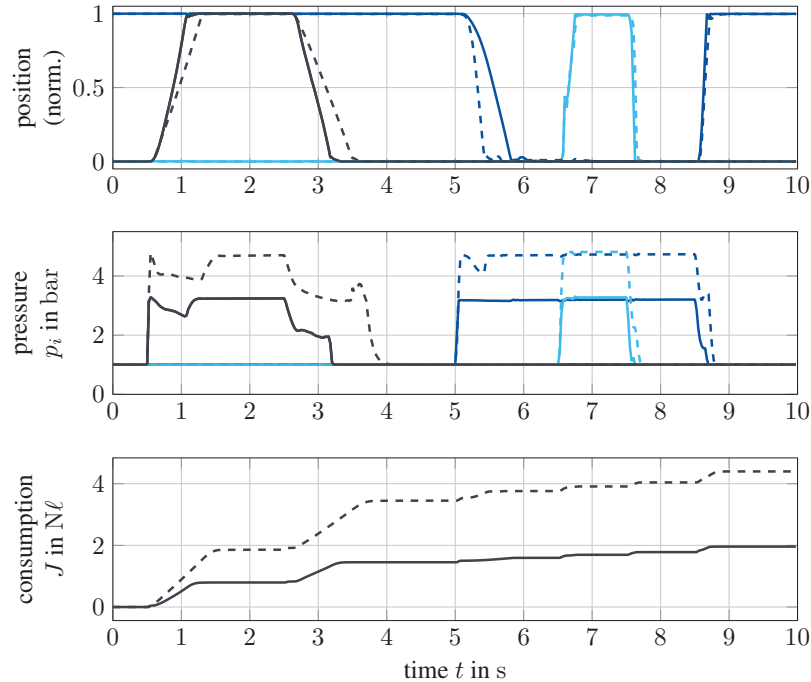 1
0.5
0
position
(norm.)
0 1 2 3 4 5 6 7 8 9 10
4
2
0
pressure
p_i in bar
0 1 2 3 4 5 6 7 8 9 10
4
2
0
consumption
J in Nℓ
0 1 2 3 4 5 6 7 8 9 10
time t in s